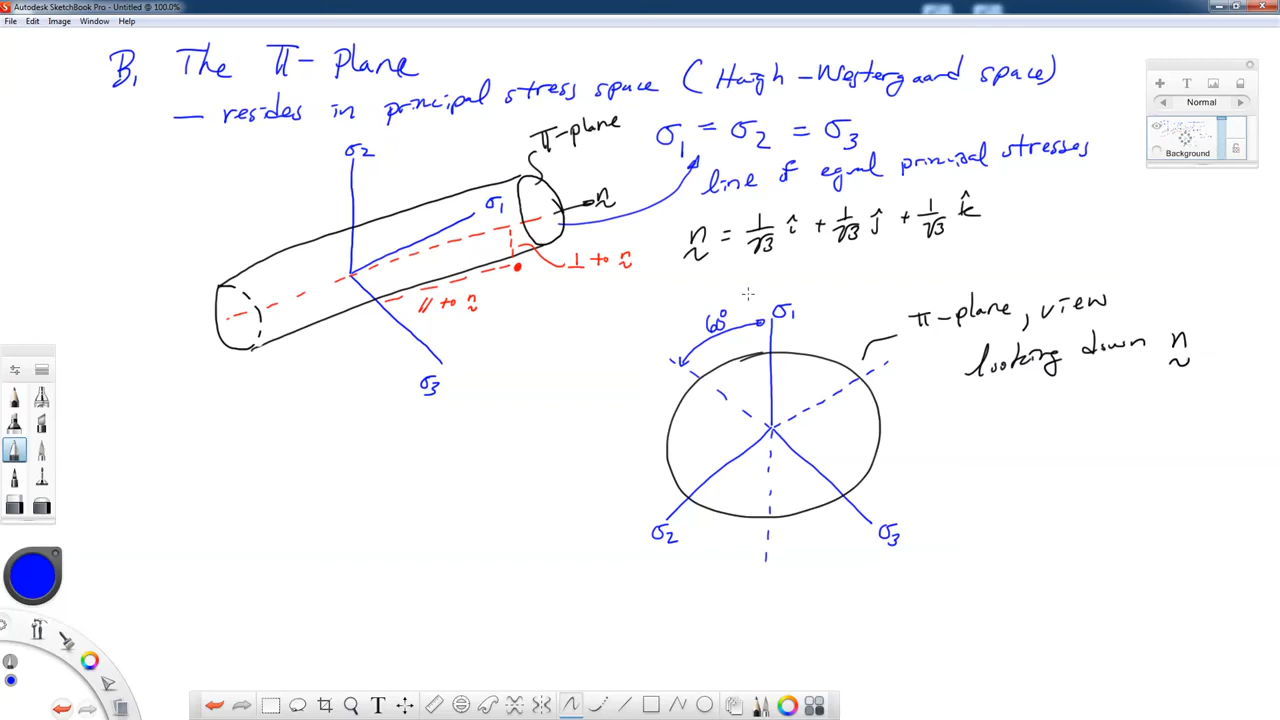 Autodesk SketchBook Pro - Untitled @ 100.0%
File Edit Image Window Help
B, The π-Plane
— resides in principal stress space (Haigh-Westergaard space)
σ1 = σ2 = σ3
line of equal principal stresses
n = 1/√3 î + 1/√3 ĵ + 1/√3 k̂
π-plane
σ2
σ1
n
⊥ to n
// to n
σ3
60°
σ1
π-plane, view
looking down n
σ2
σ3
Normal
Background
T
T